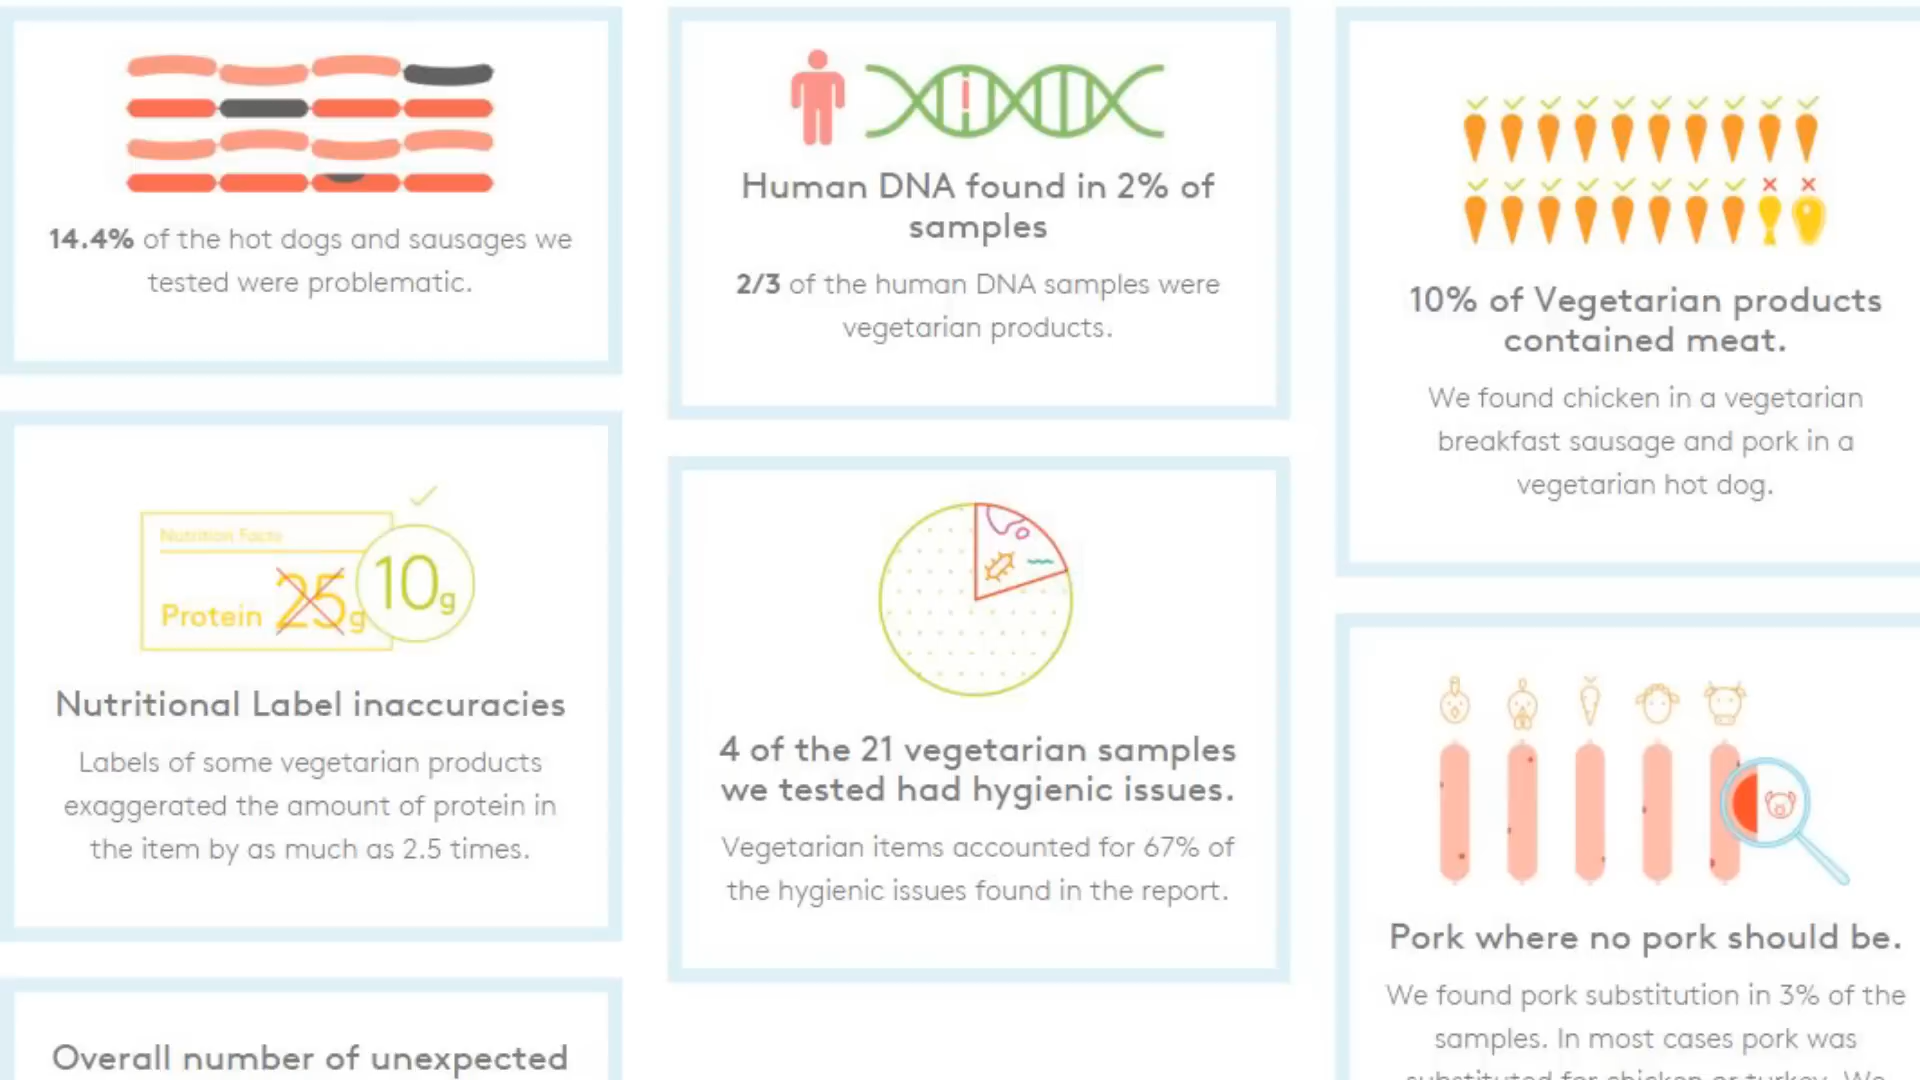 14.4% of the hot dogs and sausages we
tested were problematic.
Nutrition Facts
Protein 25g
10g
Nutritional Label inaccuracies
Labels of some vegetarian products
exaggerated the amount of protein in
the item by as much as 2.5 times.
Overall number of unexpected
Human DNA found in 2% of
samples
2/3 of the human DNA samples were
vegetarian products.
4 of the 21 vegetarian samples
we tested had hygienic issues.
Vegetarian items accounted for 67% of
the hygienic issues found in the report.
10% of Vegetarian products
contained meat.
We found chicken in a vegetarian
breakfast sausage and pork in a
vegetarian hot dog.
Pork where no pork should be.
We found pork substitution in 3% of the
samples. In most cases pork was
substituted for chicken or turkey. We